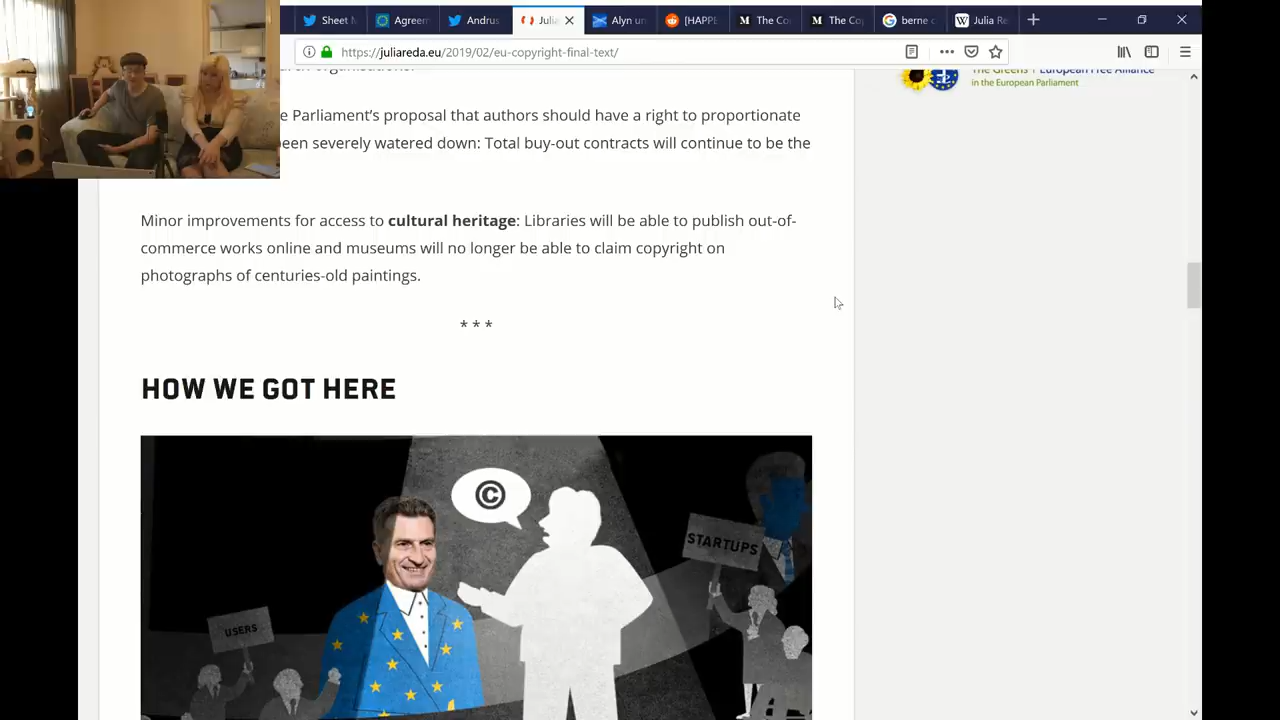 Sheet
Agreem
Andrus
Julia
Alyn un
[HAPPE
The Co
The Cop
berne c
Julia Re
https://juliareda.eu/2019/02/eu-copyright-final-text/
The Greens | European Free Alliance
in the European Parliament
organisations.
e Parliament’s proposal that authors should have a right to proportionate
een severely watered down: Total buy-out contracts will continue to be the
Minor improvements for access to cultural heritage: Libraries will be able to publish out-of-
commerce works online and museums will no longer be able to claim copyright on
photographs of centuries-old paintings.
* * *
HOW WE GOT HERE
©
STARTUPS
USERS